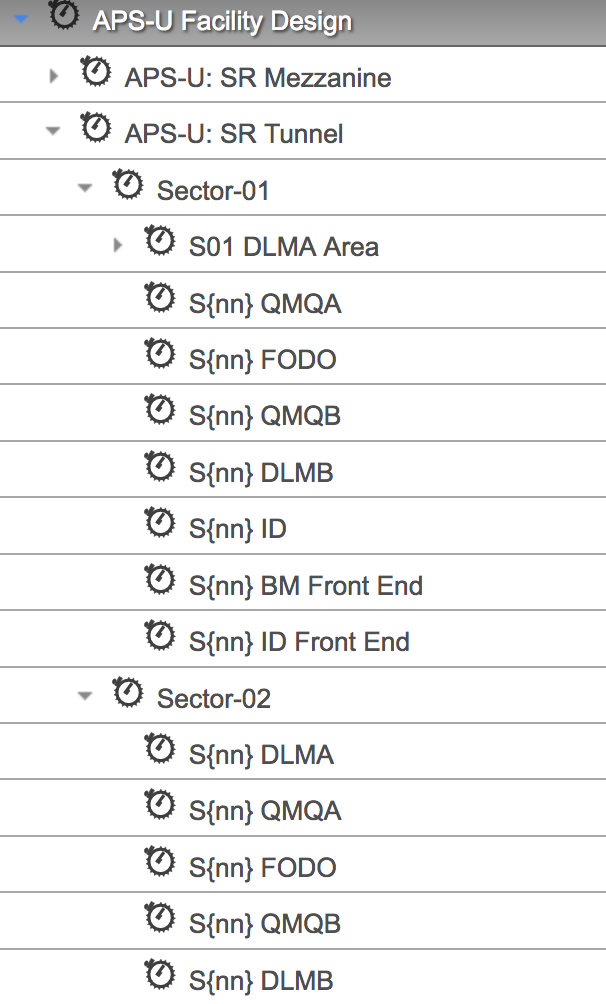 APS-U Facility Design
APS-U: SR Mezzanine
APS-U: SR Tunnel
Sector-01
S01 DLMA Area
S{nn} QMQA
S{nn} FODO
S{nn} QMQB
S{nn} DLMB
S{nn} ID
S{nn} BM Front End
S{nn} ID Front End
Sector-02
S{nn} DLMA
S{nn} QMQA
S{nn} FODO
S{nn} QMQB
S{nn} DLMB